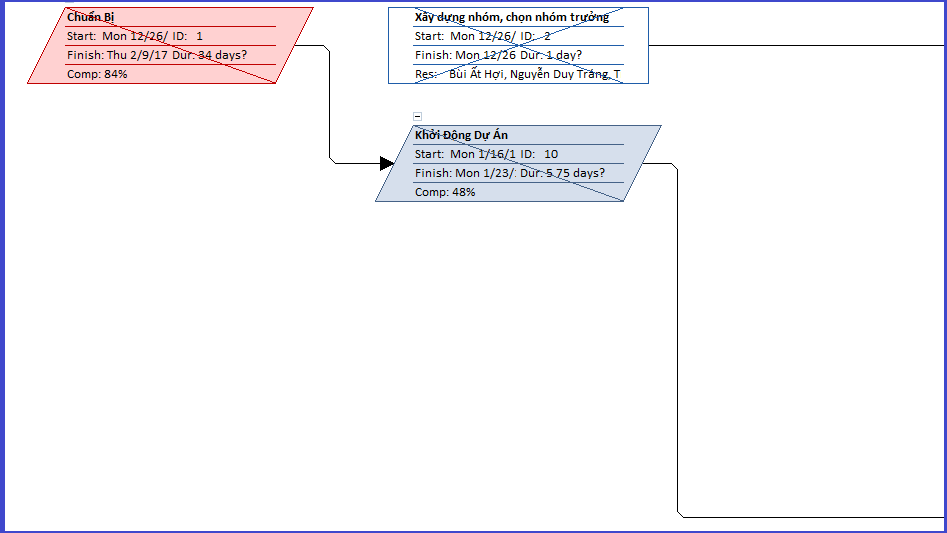 Chuẩn Bị
Start: Mon 12/26/ ID: 1
Finish: Thu 2/9/17 Dur: 34 days?
Comp: 84%
Xây dựng nhóm, chọn nhóm trưởng
Start: Mon 12/26/ ID: 2
Finish: Mon 12/26 Dur: 1 day?
Res: Bùi Ất Hợi, Nguyễn Duy Tráng, T
Khởi Động Dự Án
Start: Mon 1/16/1 ID: 10
Finish: Mon 1/23/ Dur: 5.75 days?
Comp: 48%